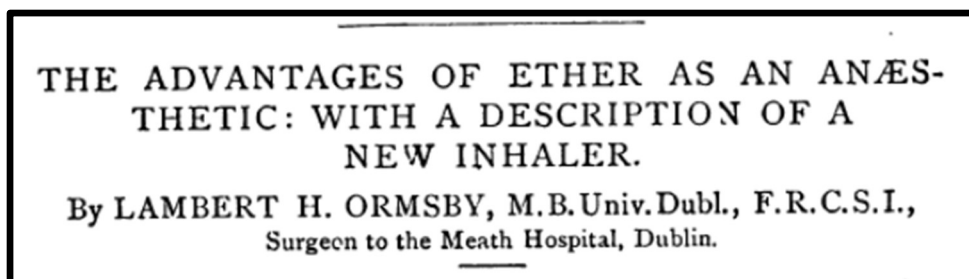 THE ADVANTAGES OF ETHER AS AN ANÆS-
THETIC: WITH A DESCRIPTION OF A
NEW INHALER.
By LAMBERT H. ORMSBY, M.B.Univ.Dubl., F.R.C.S.I.,
Surgeon to the Meath Hospital, Dublin.